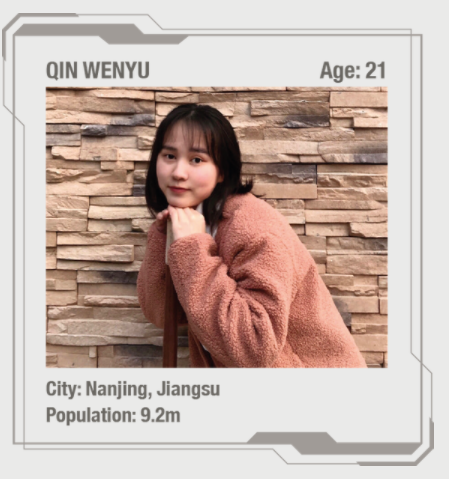 QIN WENYU Age: 21
City: Nanjing, Jiangsu
Population: 9.2m